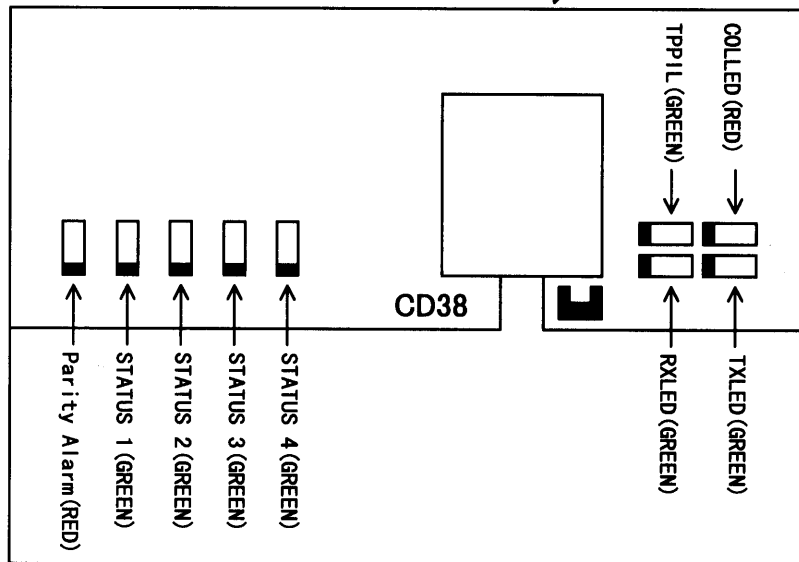 TPPIL(GREEN)
COLLED(RED)
CD38
Parity Alarm(RED)
STATUS 1(GREEN)
STATUS 2(GREEN)
STATUS 3(GREEN)
STATUS 4(GREEN)
RXLED(GREEN)
TXLED(GREEN)